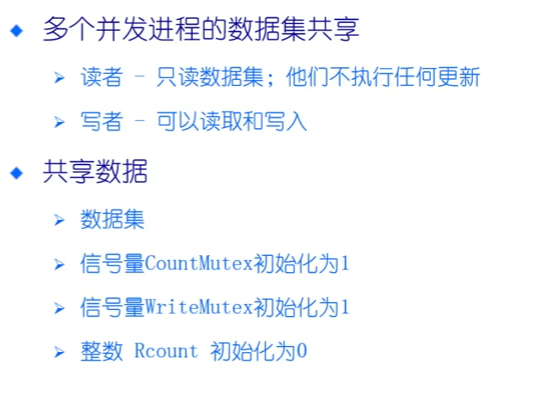 多个并发进程的数据集共享
读者 - 只读数据集；他们不执行任何更新
写者 - 可以读取和写入
共享数据
数据集
信号量CountMutex初始化为1
信号量WriteMutex初始化为1
整数 Rcount 初始化为0